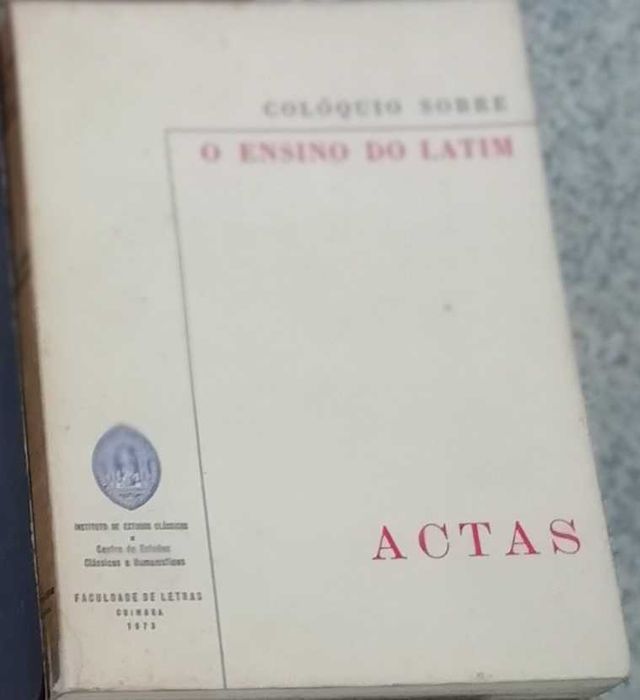 COLÓQUIO SOBRE
O ENSINO DO LATIM
ACTAS
INSTITUTO DE ESTUDOS CLÁSSICOS
e
Centro de Estudos
Clássicos e Humanísticos
FACULDADE DE LETRAS
COIMBRA
1973